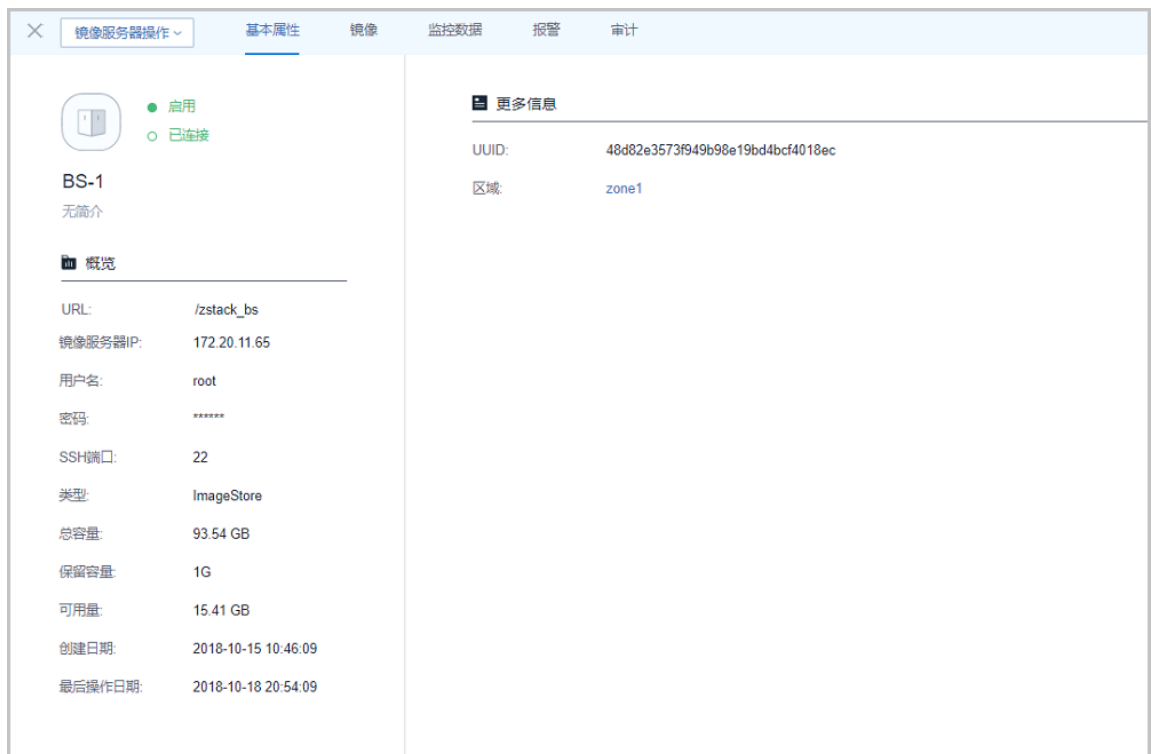 镜像服务器操作
基本属性
镜像
监控数据
报警
审计
启用
已连接
BS-1
无简介
概览
URL: /zstack_bs
镜像服务器IP: 172.20.11.65
用户名: root
密码: ******
SSH端口: 22
类型: ImageStore
总容量: 93.54 GB
保留容量: 1G
可用量: 15.41 GB
创建日期: 2018-10-15 10:46:09
最后操作日期: 2018-10-18 20:54:09
更多信息
UUID: 48d82e3573f949b98e19bd4bcf4018ec
区域: zone1